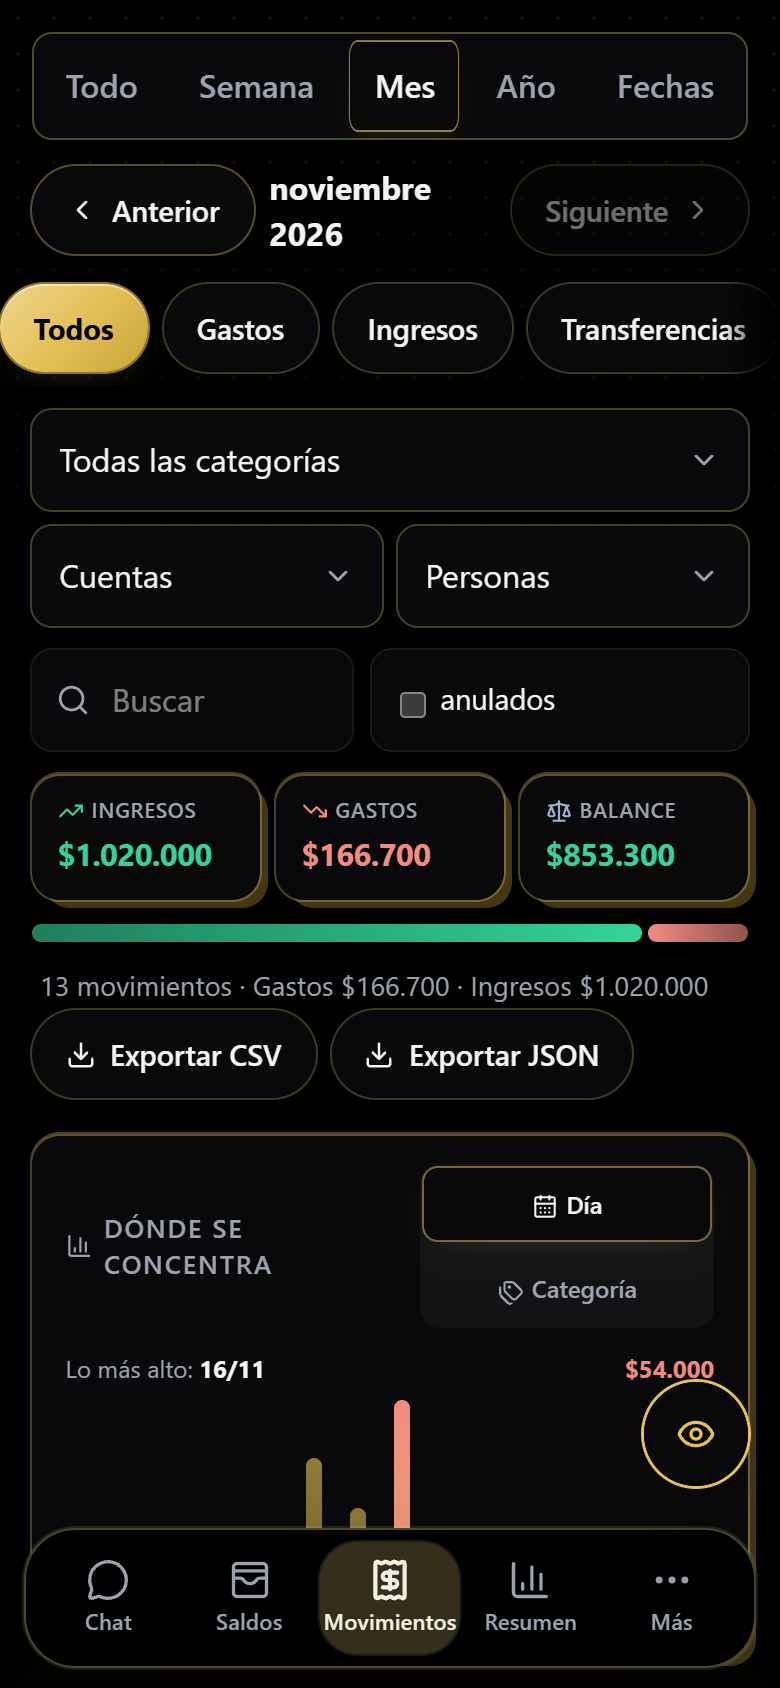 Todo Semana Mes Año Fechas
Anterior noviembre 2026 Siguiente
Todos Gastos Ingresos Transferencias
Todas las categorías
Cuentas Personas
Buscar anulados
INGRESOS GASTOS BALANCE
$1.020.000 $166.700 $853.300
13 movimientos · Gastos $166.700 · Ingresos $1.020.000
Exportar CSV Exportar JSON
DÓNDE SE
CONCENTRA
Día
Categoría
Lo más alto: 16/11 $54.000
Chat Saldos Movimientos Resumen Más